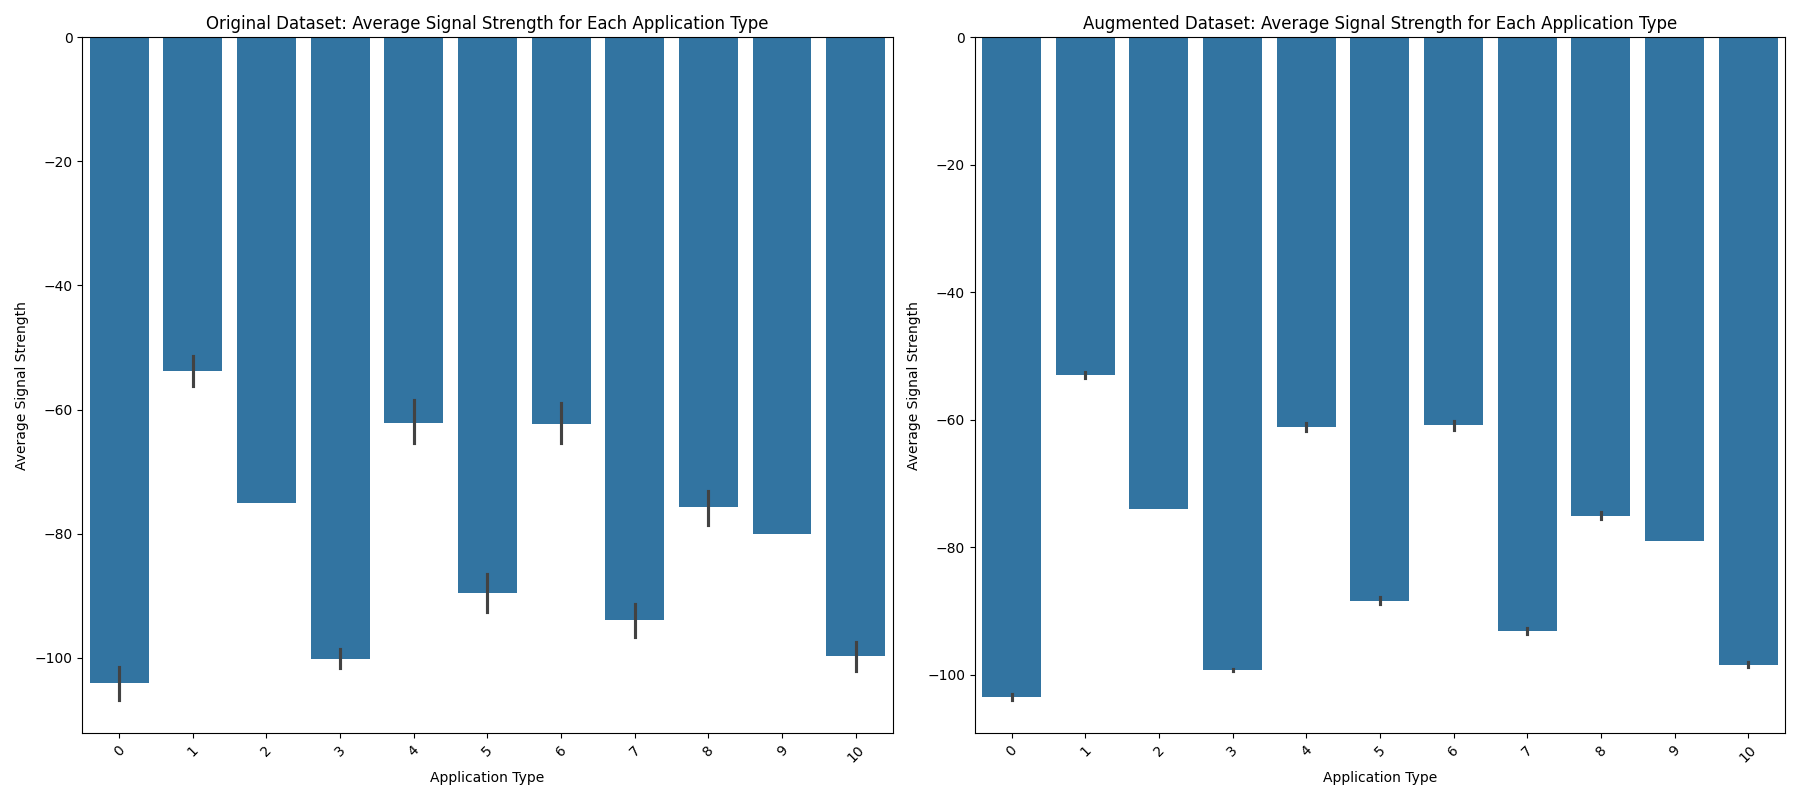 Original Dataset: Average Signal Strength for Each Application Type
0
−20
−40
−60
−80
−100
Average Signal Strength
0 1 2 3 4 5 6 7 8 9 10
Application Type
Augmented Dataset: Average Signal Strength for Each Application Type
0
−20
−40
−60
−80
−100
Average Signal Strength
0 1 2 3 4 5 6 7 8 9 10
Application Type